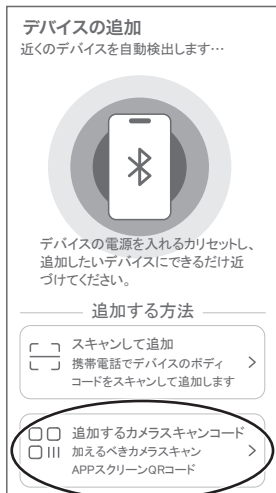 デバイスの追加
近くのデバイスを自動検出します…
デバイスの電源を入れるカリセットし、
追加したいデバイスにできるだけ近
づけてください。
追加する方法
スキャンして追加
携帯電話でデバイスのボディ
コードをスキャンして追加します
追加するカメラスキャンコード
加えるべきカメラスキャン
APPスクリーンQRコード